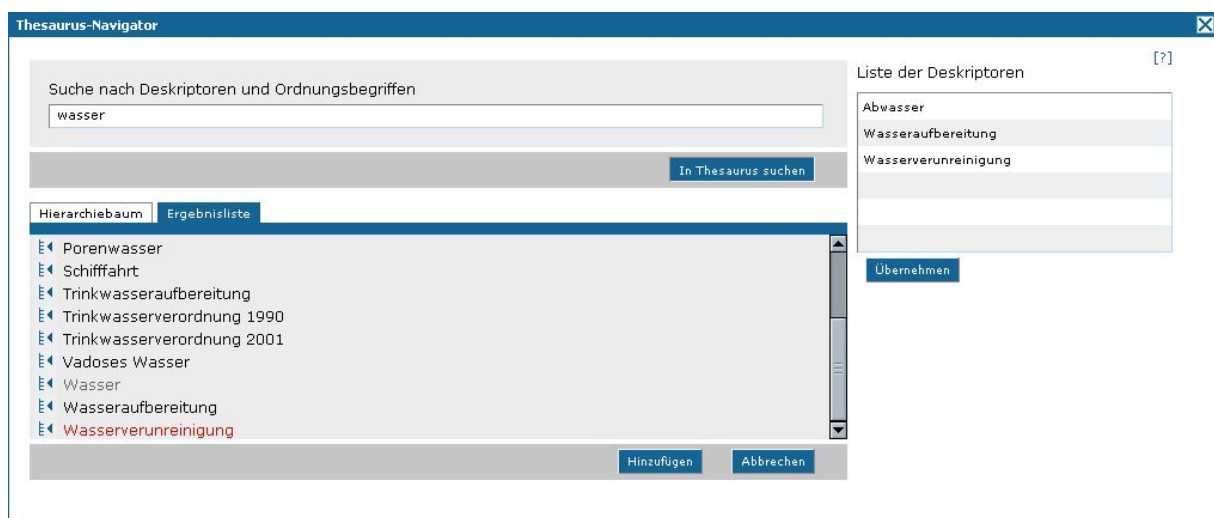 Thesaurus-Navigator
[?]
Suche nach Deskriptoren und Ordnungsbegriffen
wasser
In Thesaurus suchen
Hierarchiebaum
Ergebnisliste
Porenwasser
Schifffahrt
Trinkwasseraufbereitung
Trinkwasserverordnung 1990
Trinkwasserverordnung 2001
Vadoses Wasser
Wasser
Wasseraufbereitung
Wasserverunreinigung
Hinzufügen
Abbrechen
Liste der Deskriptoren
Abwasser
Wasseraufbereitung
Wasserverunreinigung
Übernehmen